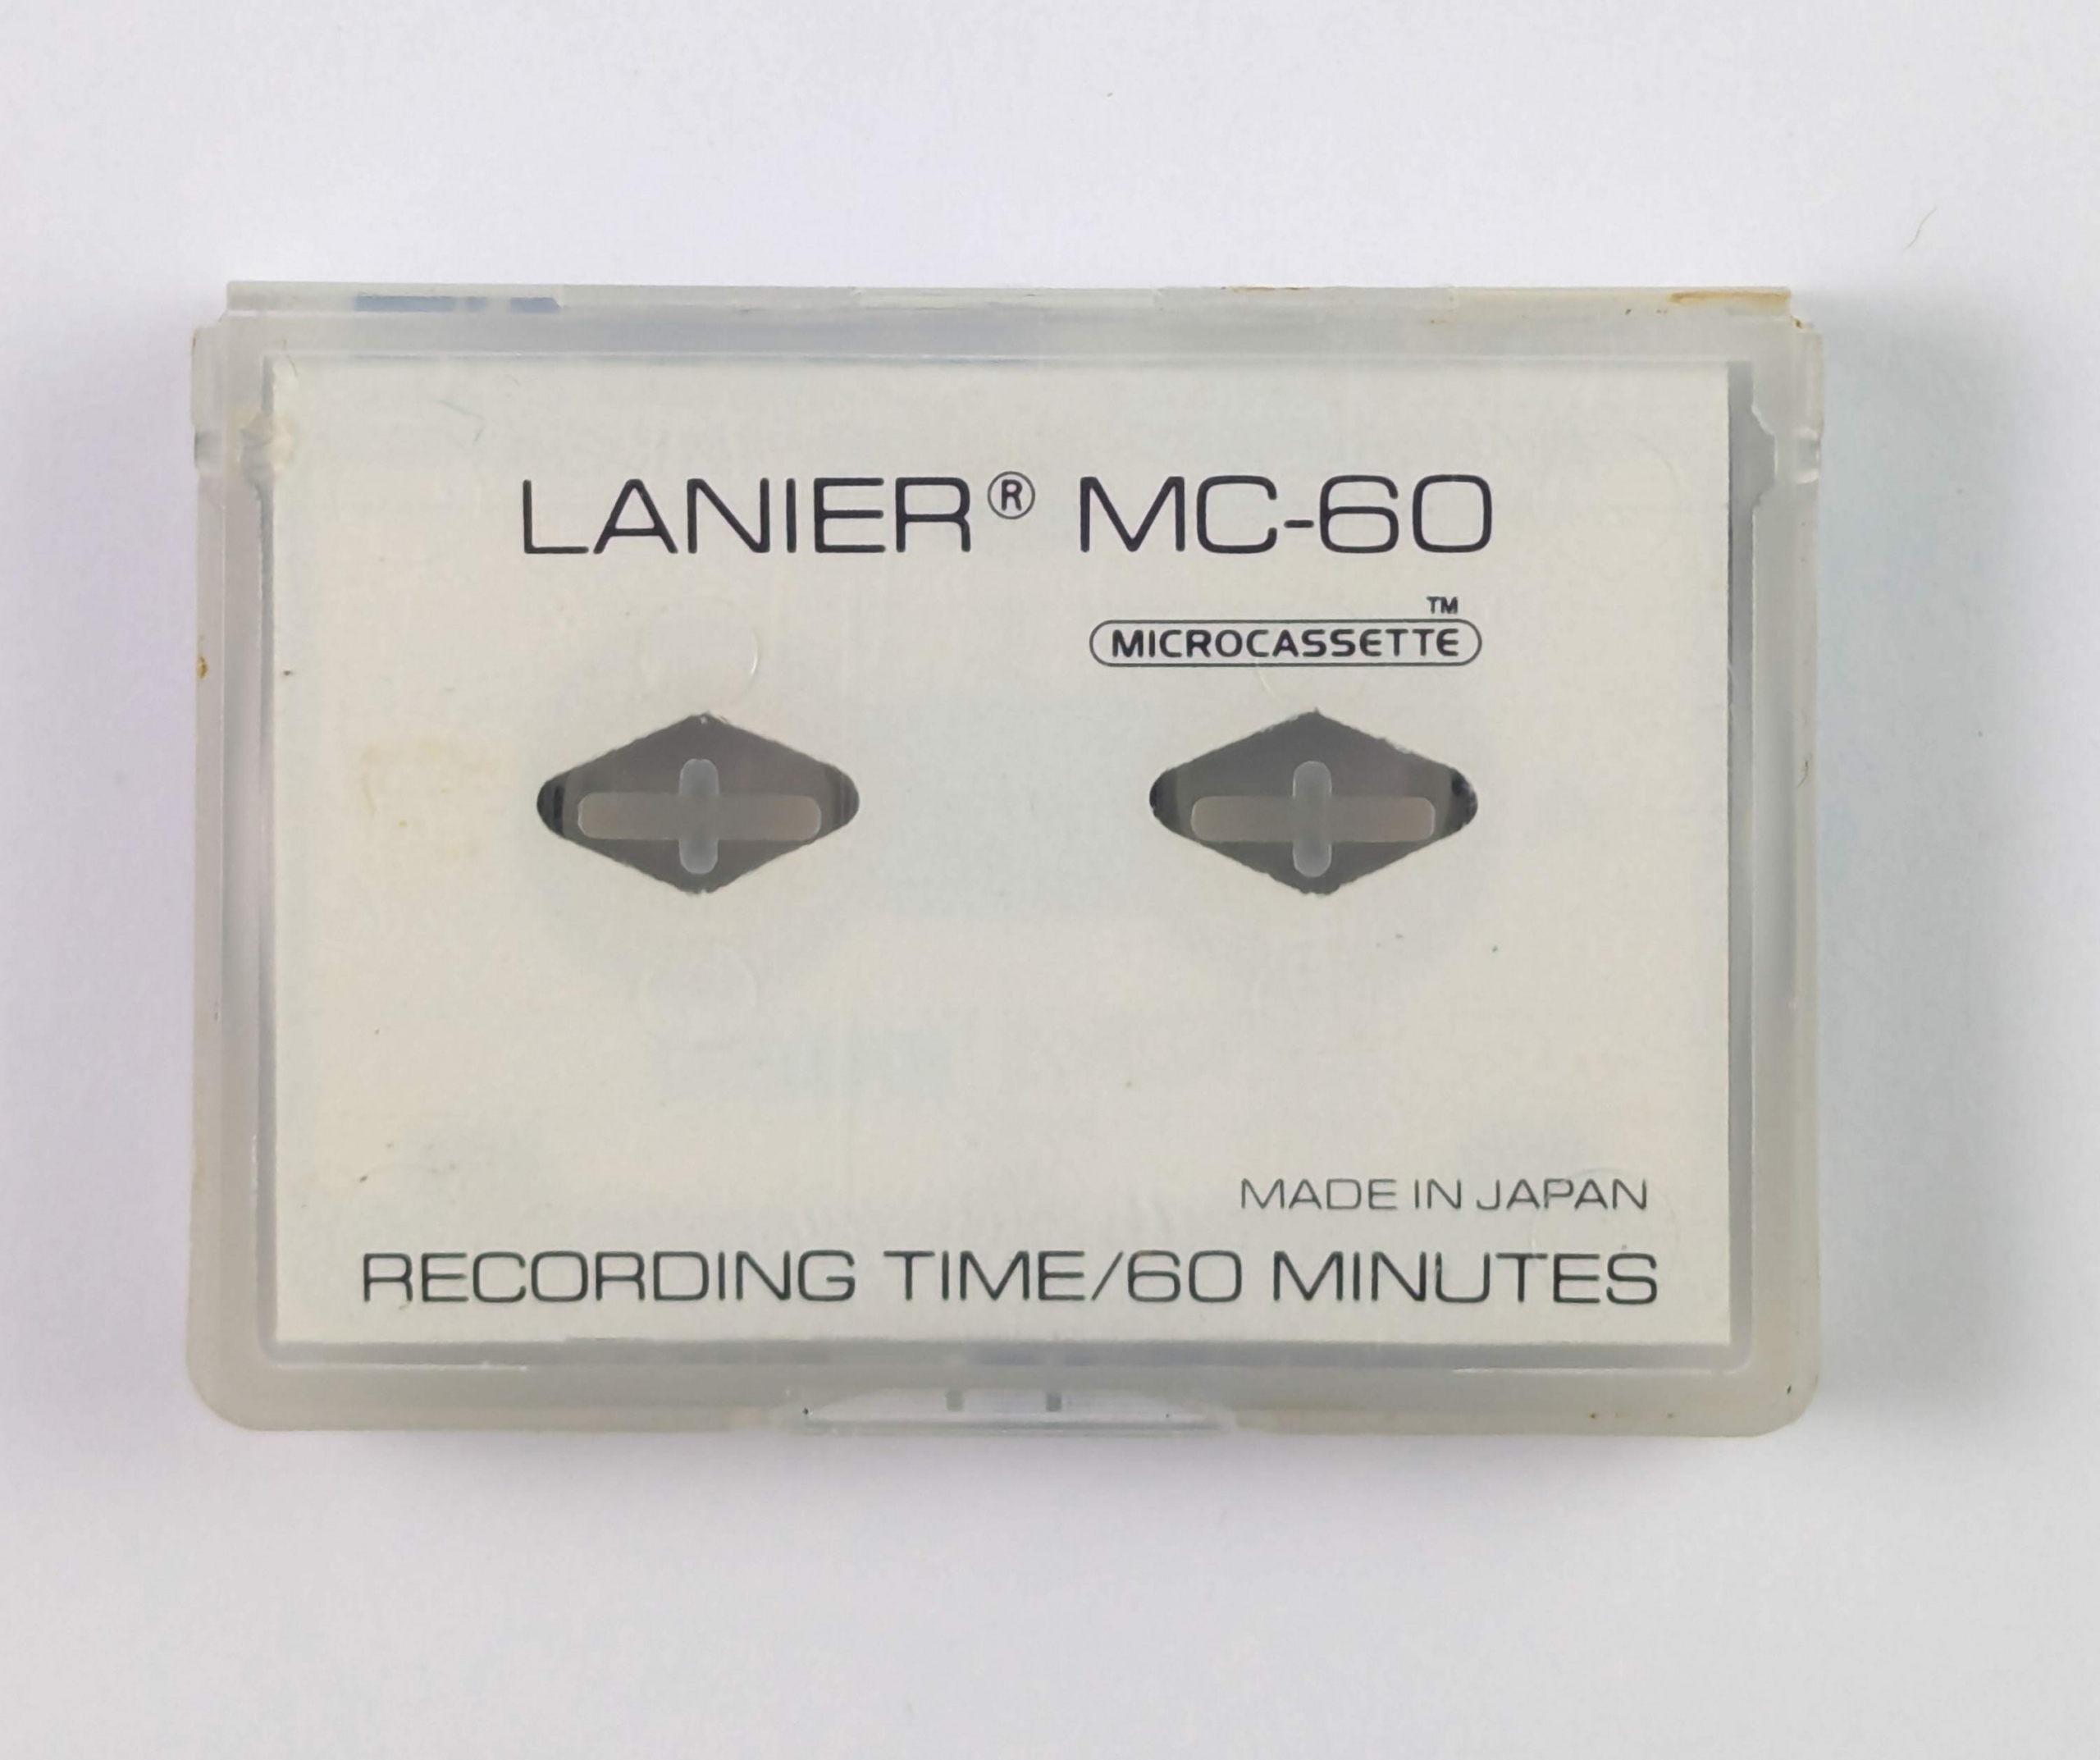 LANIER® MC-60
MICROCASSETTE™
MADE IN JAPAN
RECORDING TIME/60 MINUTES